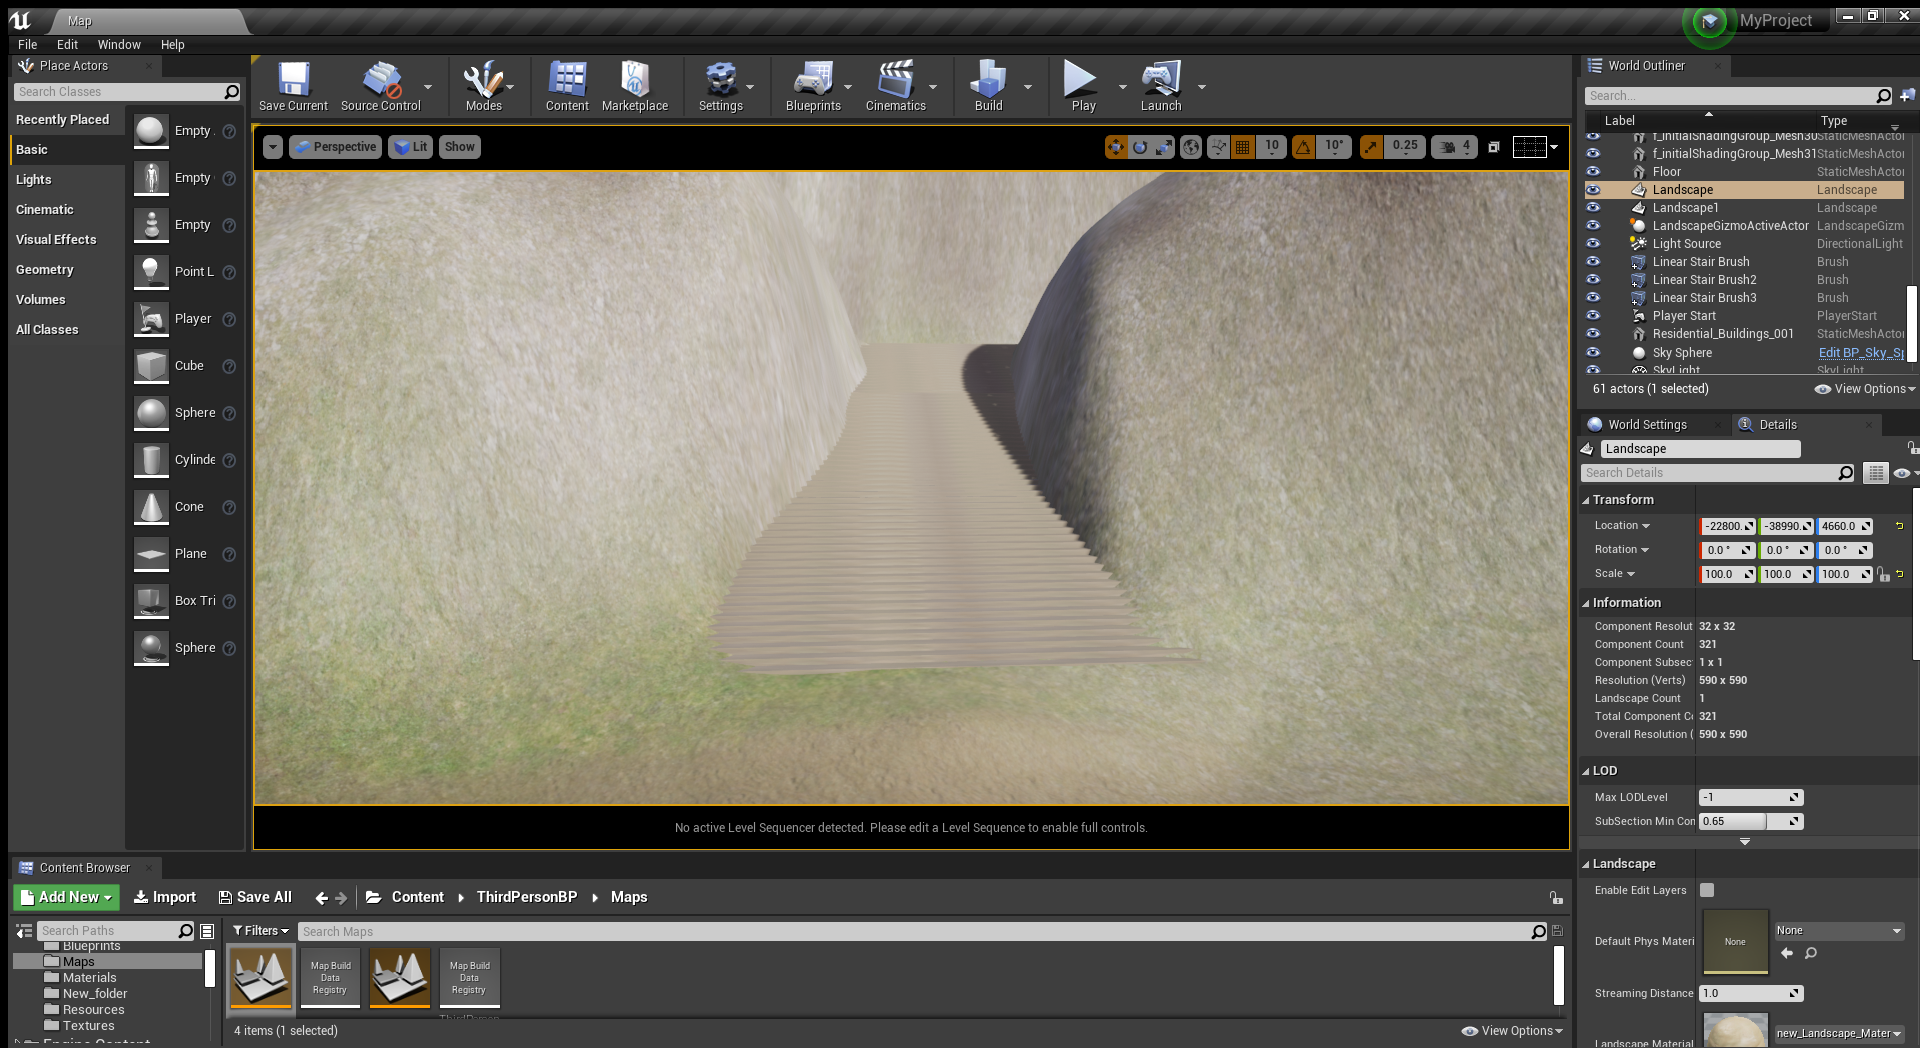 Map
MyProject
File Edit Window Help
Place Actors
Search Classes
Recently Placed
Basic
Lights
Cinematic
Visual Effects
Geometry
Volumes
All Classes
Empty
Empty
Empty
Point L
Player
Cube
Sphere
Cylinde
Cone
Plane
Box Tri
Sphere
Save Current Source Control Modes Content Marketplace Settings Blueprints Cinematics Build Play Launch
Perspective Lit Show
10 10° 0.25 4
No active Level Sequencer detected. Please edit a Level Sequence to enable full controls.
World Outliner
Search...
Label Type
f_initialShadingGroup_Mesh30 StaticMeshActo
f_initialShadingGroup_Mesh31 StaticMeshActo
Floor StaticMeshActo
Landscape Landscape
Landscape1 Landscape
LandscapeGizmoActiveActor LandscapeGizm
Light Source DirectionalLight
Linear Stair Brush Brush
Linear Stair Brush2 Brush
Linear Stair Brush3 Brush
Player Start PlayerStart
Residential_Buildings_001 StaticMeshActo
Sky Sphere Edit BP_Sky_Sp
SkyLight SkyLight
61 actors (1 selected) View Options
World Settings Details
Landscape
Search Details
Transform
Location -22800. -38990. 4660.0
Rotation 0.0 ° 0.0 ° 0.0 °
Scale 100.0 100.0 100.0
Information
Component Resolut 32 x 32
Component Count 321
Component Subsec 1 x 1
Resolution (Verts) 590 x 590
Landscape Count 1
Total Component Co 321
Overall Resolution ( 590 x 590
LOD
Max LODLevel -1
SubSection Min Con 0.65
Landscape
Enable Edit Layers
Default Phys Materi None None
Streaming Distance 1.0
Landscape Material new_Landscape_Mater
Content Browser
Add New Import Save All Content ThirdPersonBP Maps
Search Paths
Blueprints
Maps
Materials
New_folder
Resources
Textures
Engine Content
Filters Search Maps
Map Build
Data
Registry
Map Build
Data
Registry
ThirdPerson
4 items (1 selected) View Options